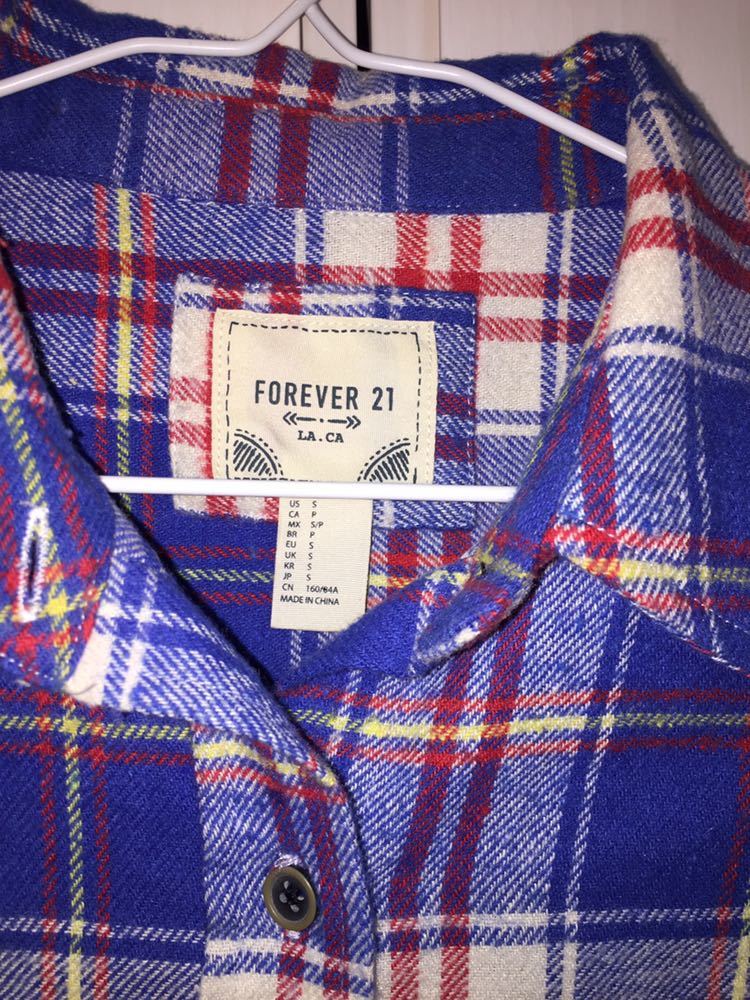 FOREVER 21
LA.CA
US S
CA P
MX S/P
BR P
EU S
UK S
KR S
JP S
CN 160/84A
MADE IN CHINA